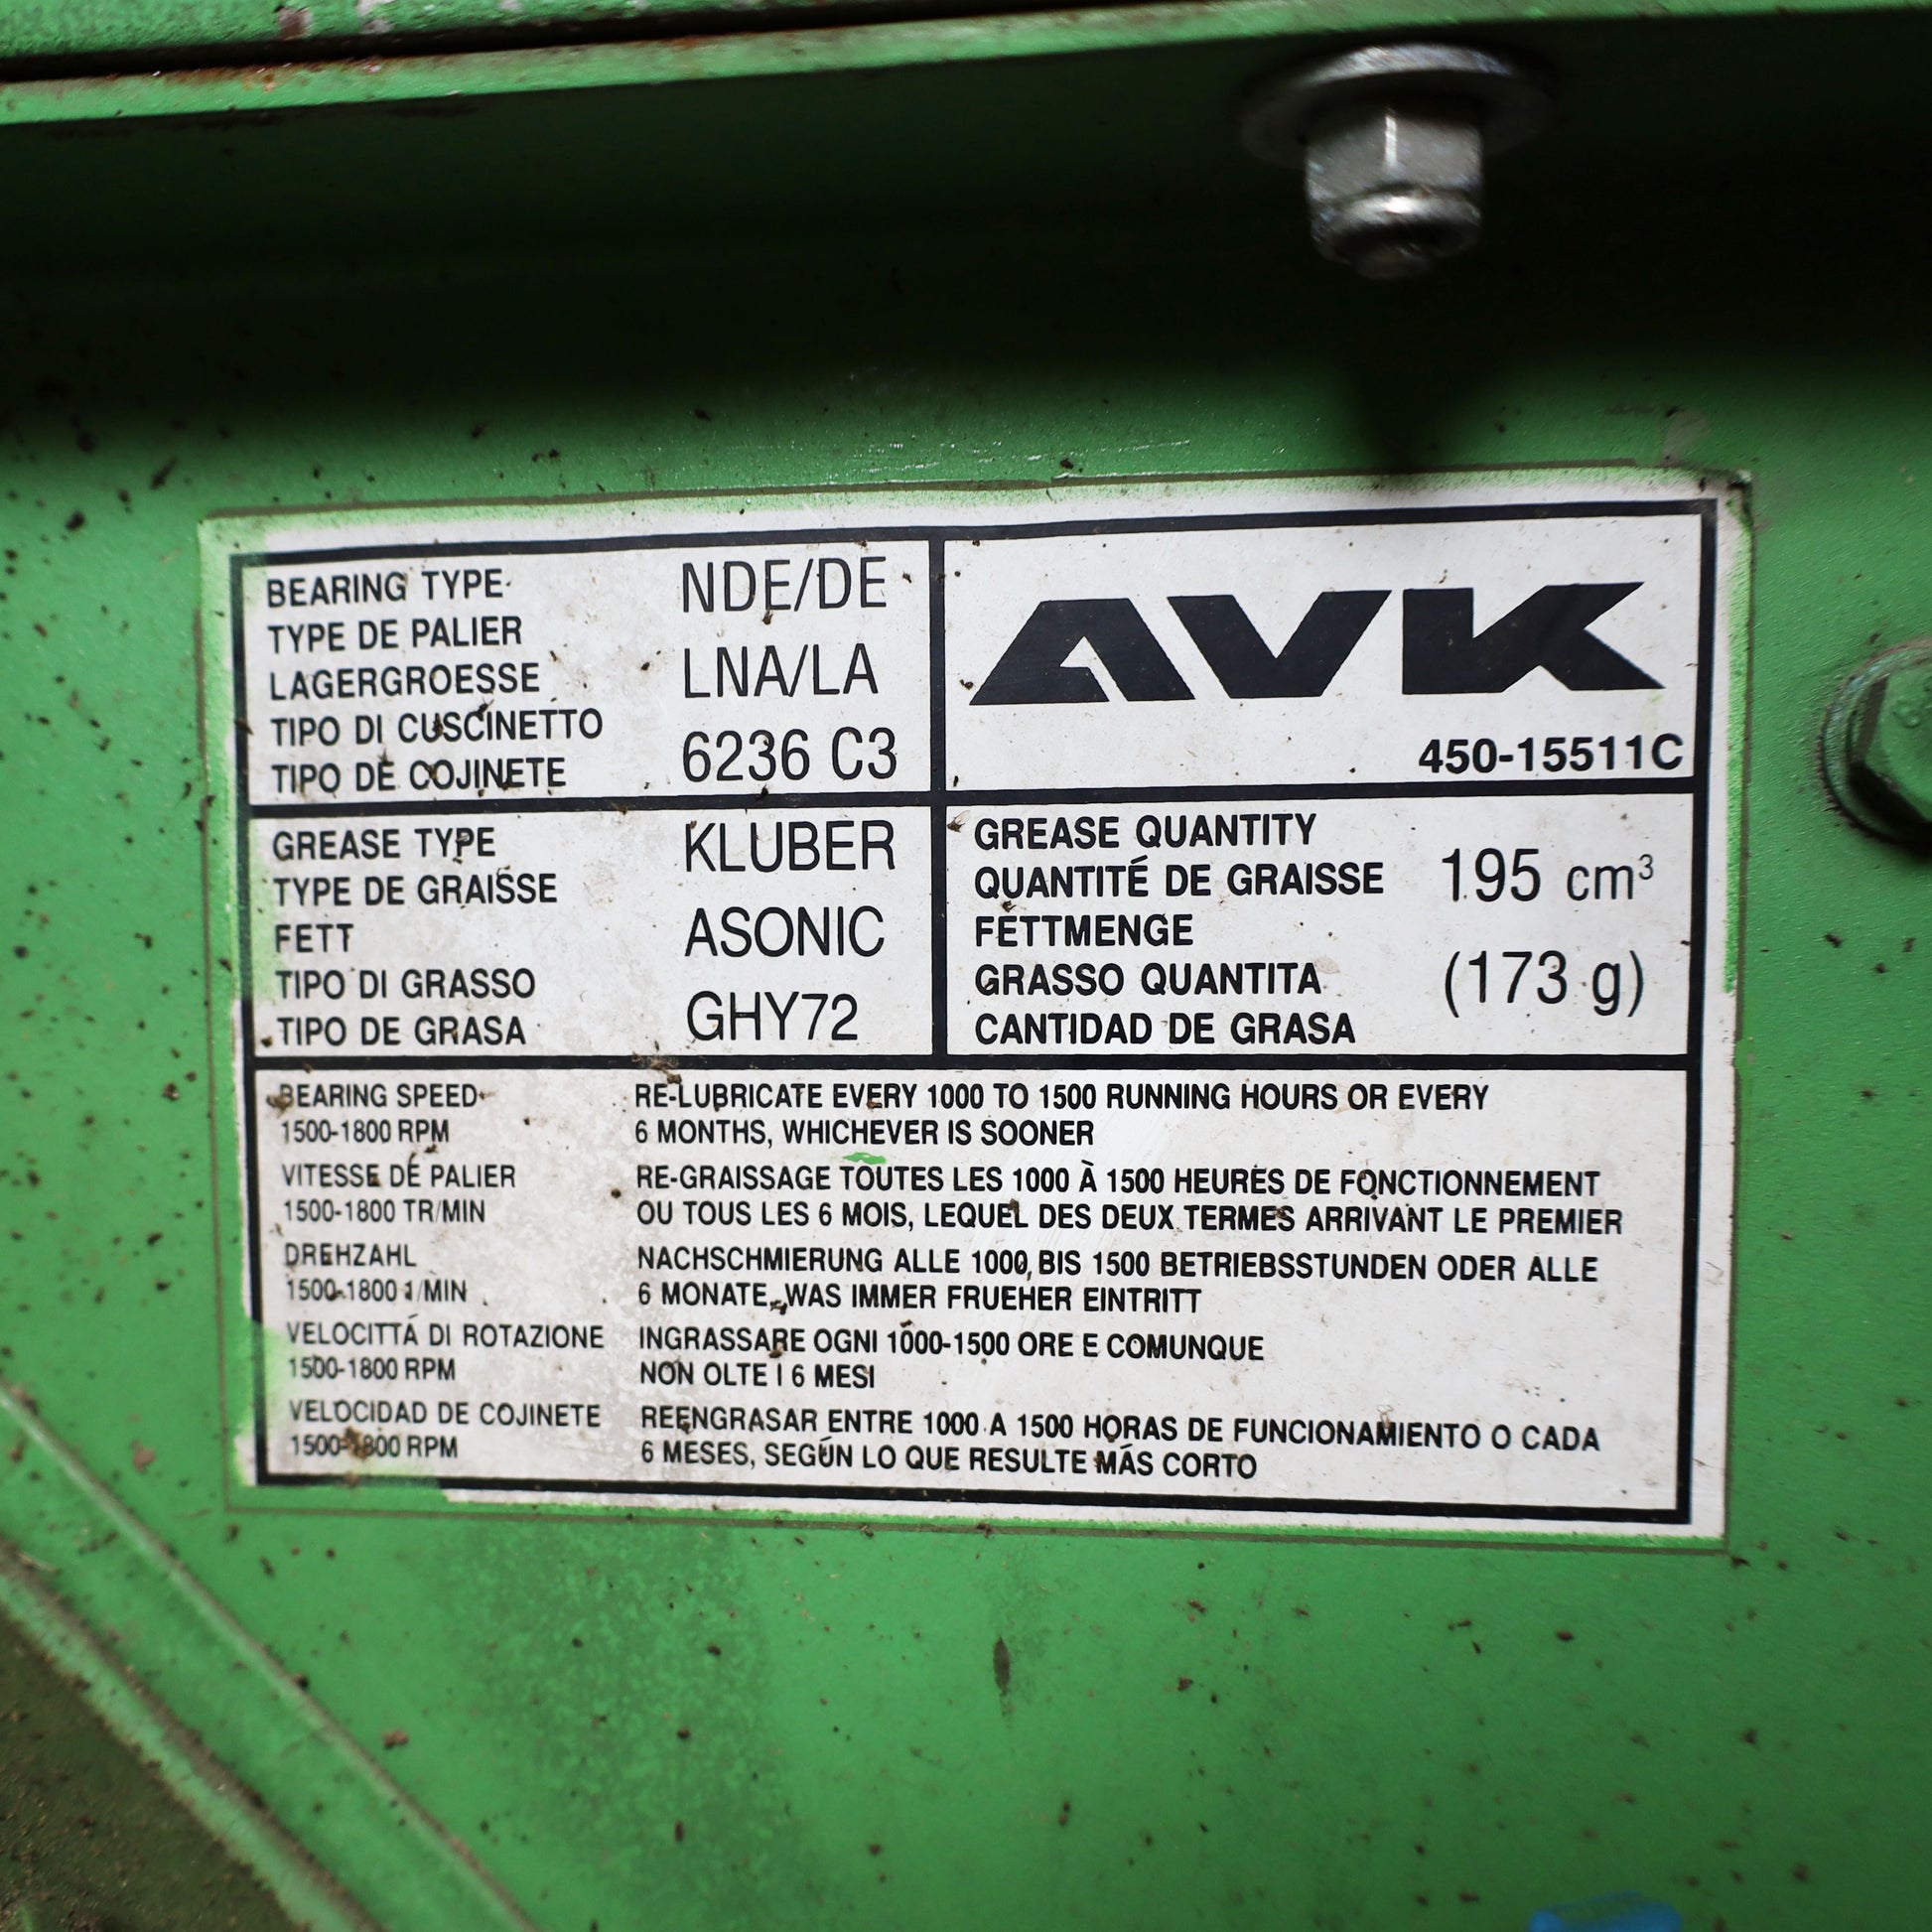 BEARING TYPE
TYPE DE PALIER
LAGERGROESSE
TIPO DI CUSCINETTO
TIPO DE COJINETE
NDE/DE
LNA/LA
6236 C3
AVK
450-15511C
GREASE TYPE
TYPE DE GRAISSE
FETT
TIPO DI GRASSO
TIPO DE GRASA
KLUBER
ASONIC
GHY72
GREASE QUANTITY
QUANTITÉ DE GRAISSE
FETTMENGE
GRASSO QUANTITA
CANTIDAD DE GRASA
195 cm³
(173 g)
BEARING SPEED
1500-1800 RPM
RE-LUBRICATE EVERY 1000 TO 1500 RUNNING HOURS OR EVERY
6 MONTHS, WHICHEVER IS SOONER
VITESSE DE PALIER
1500-1800 TR/MIN
RE-GRAISSAGE TOUTES LES 1000 À 1500 HEURES DE FONCTIONNEMENT
OU TOUS LES 6 MOIS, LEQUEL DES DEUX TERMES ARRIVANT LE PREMIER
DREHZAHL
1500-1800 1/MIN
NACHSCHMIERUNG ALLE 1000 BIS 1500 BETRIEBSSTUNDEN ODER ALLE
6 MONATE, WAS IMMER FRUEHER EINTRITT
VELOCITTÁ DI ROTAZIONE
1500-1800 RPM
INGRASSARE OGNI 1000-1500 ORE E COMUNQUE
NON OLTE I 6 MESI
VELOCIDAD DE COJINETE
1500-1800 RPM
REENGRASAR ENTRE 1000 A 1500 HORAS DE FUNCIONAMIENTO O CADA
6 MESES, SEGÚN LO QUE RESULTE MÁS CORTO